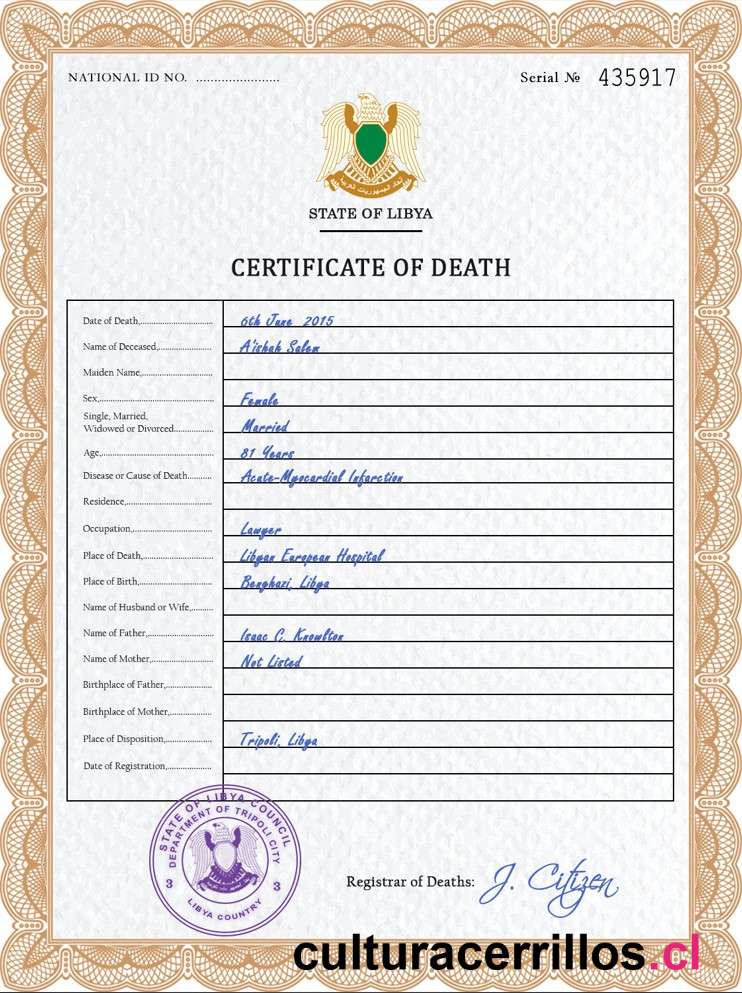 NATIONAL ID NO. .......................
Serial № 435917
STATE OF LIBYA
CERTIFICATE OF DEATH
Date of Death,............................... 6th June 2015
Name of Deceased,...................... A'ishah Salem
Maiden Name,..............................
Sex,................................................ Female
Single, Married,
Widowed or Divorced................. Married
Age,............................................... 81 Years
Disease or Cause of Death.......... Acute-Myocardial Infarction
Residence,....................................
Occupation,.................................. Lawyer
Place of Death,.............................. Libyan European Hospital
Place of Birth,............................... Benghazi, Libya
Name of Husband or Wife,.........
Name of Father,............................ Isaac C. Knowlton
Name of Mother,.......................... Not Listed
Birthplace of Father,....................
Birthplace of Mother,..................
Place of Disposition,.................... Tripoli, Libya
Date of Registration,...................
STATE OF LIBYA COUNCIL
DEPARTMENT OF TRIPOLI CITY
3 3
LIBYA COUNTRY
Registrar of Deaths: J. Citizen
culturacerrillos.cl